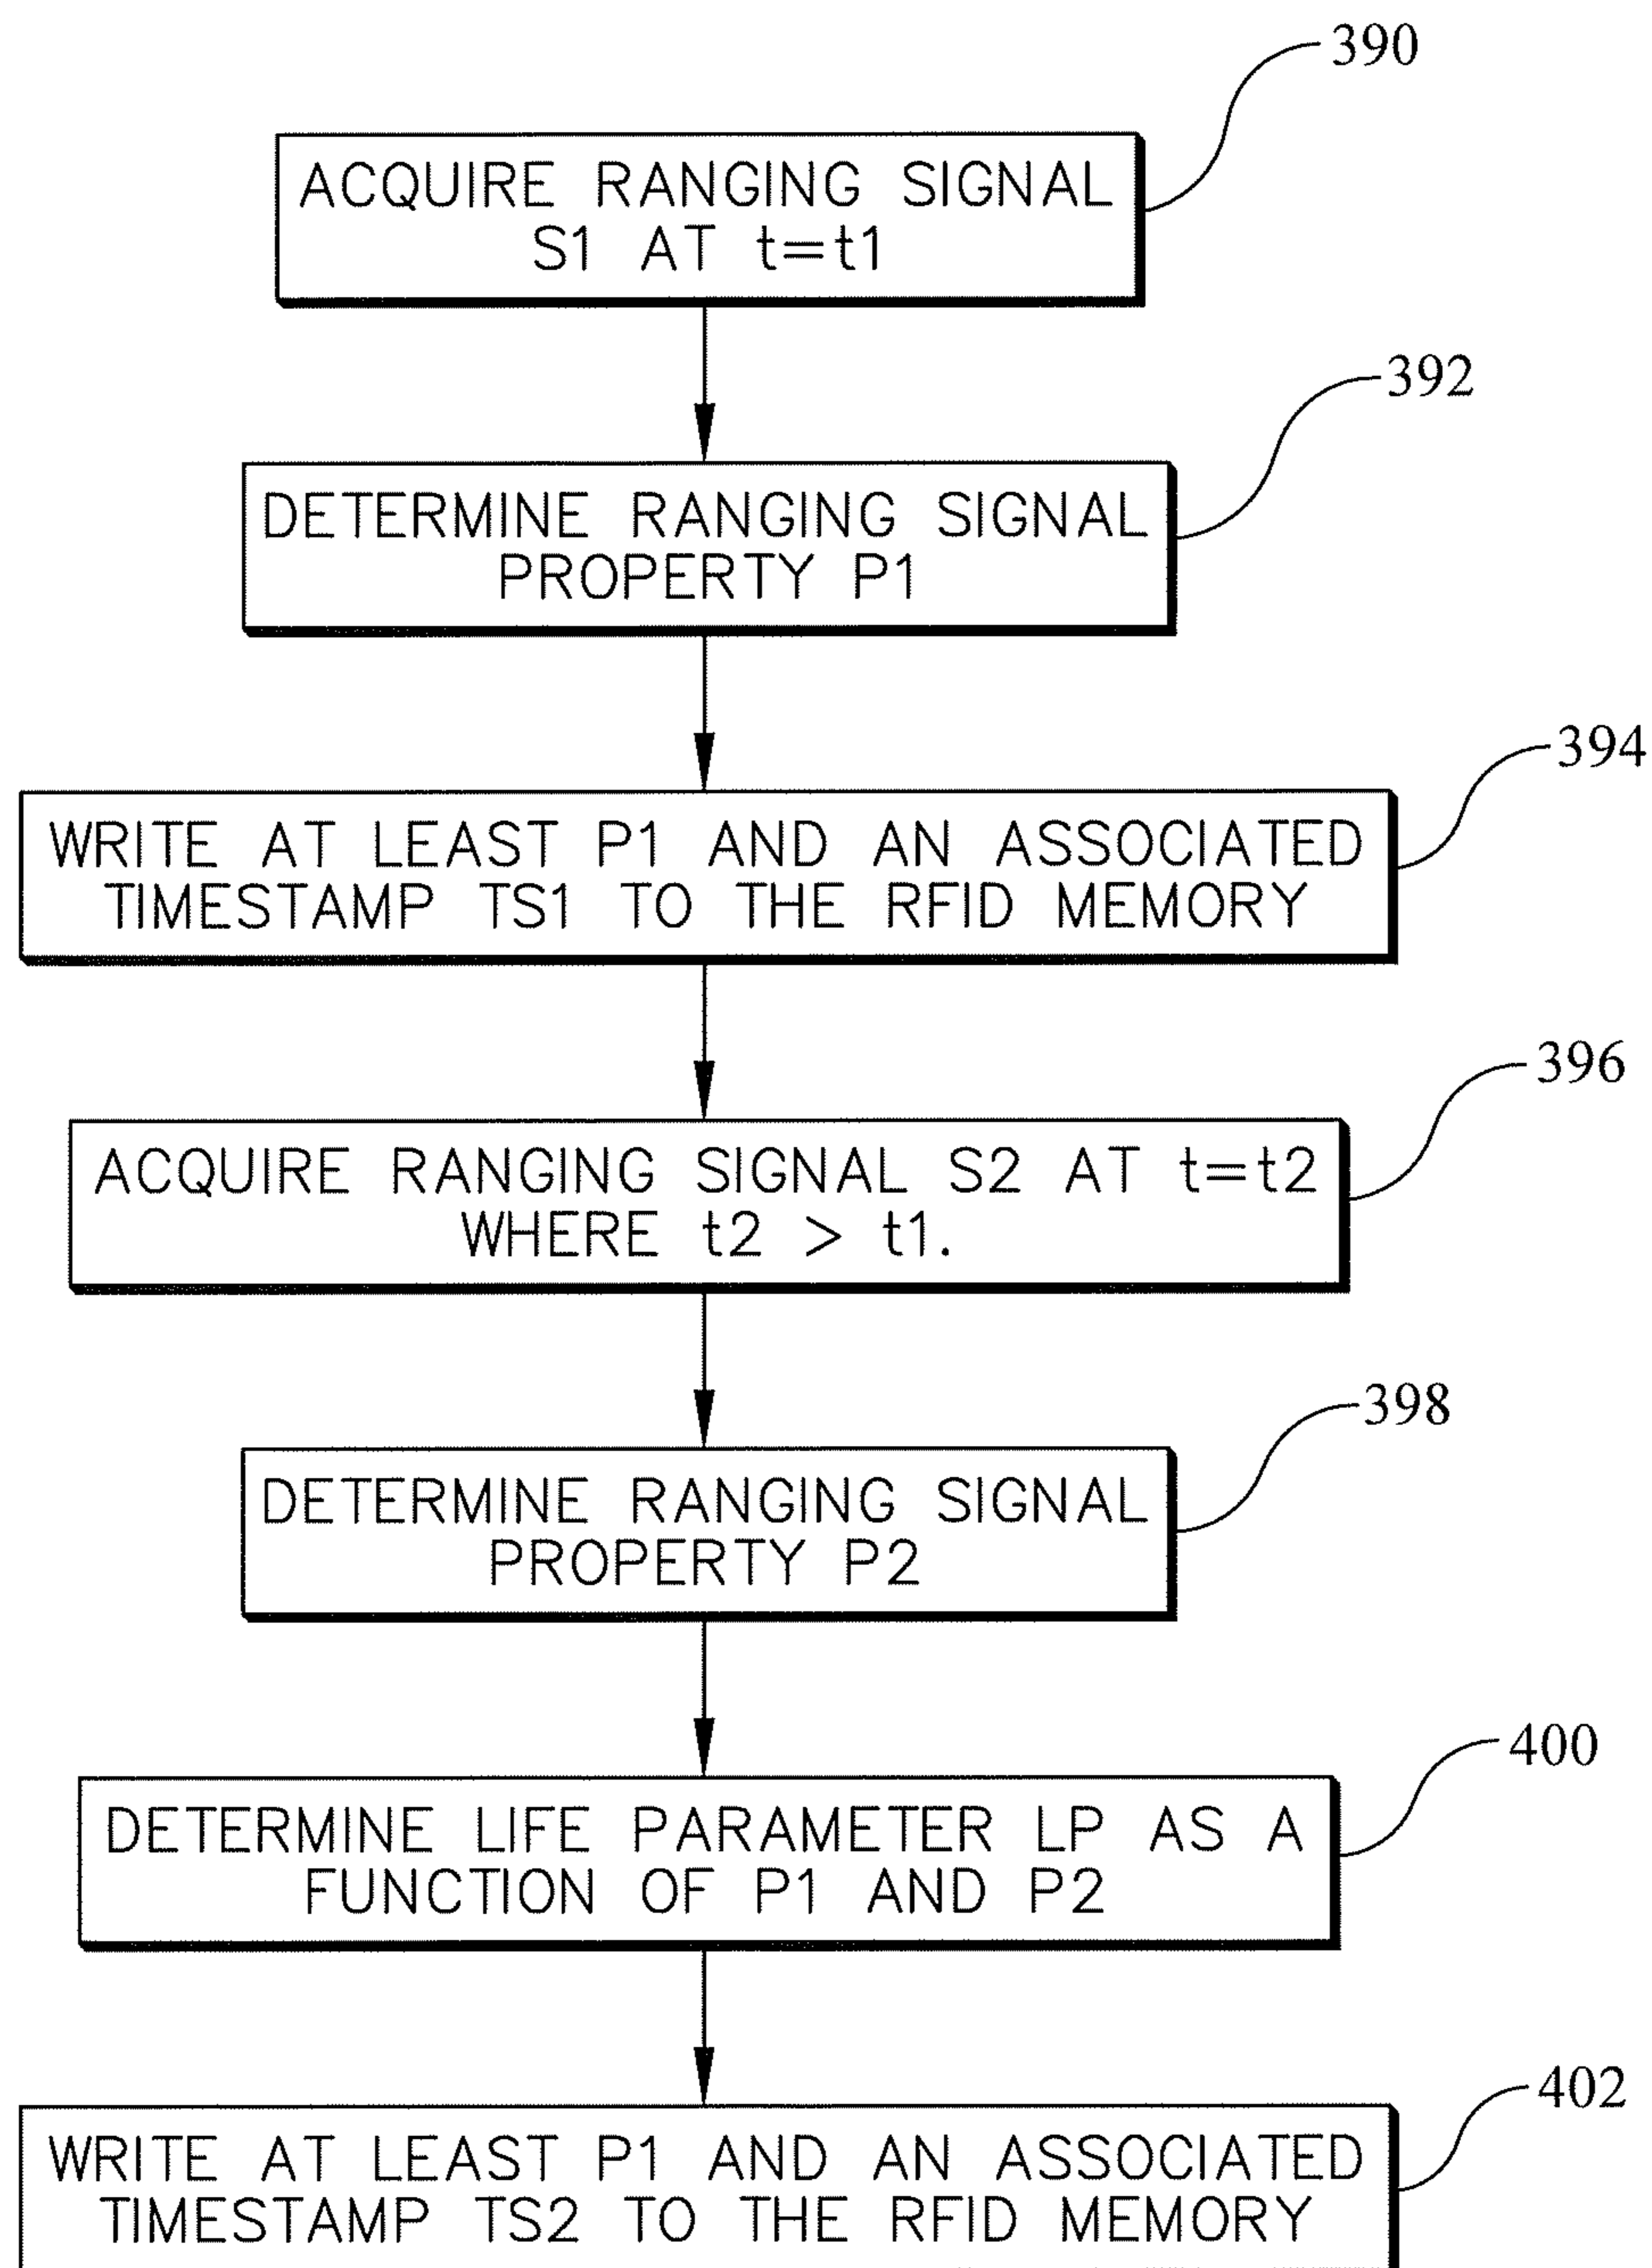 390
ACQUIRE RANGING SIGNAL
S1 AT t=t1
392
DETERMINE RANGING SIGNAL
PROPERTY P1
394
WRITE AT LEAST P1 AND AN ASSOCIATED
TIMESTAMP TS1 TO THE RFID MEMORY
396
ACQUIRE RANGING SIGNAL S2 AT t=t2
WHERE t2 > t1.
398
DETERMINE RANGING SIGNAL
PROPERTY P2
400
DETERMINE LIFE PARAMETER LP AS A
FUNCTION OF P1 AND P2
402
WRITE AT LEAST P1 AND AN ASSOCIATED
TIMESTAMP TS2 TO THE RFID MEMORY